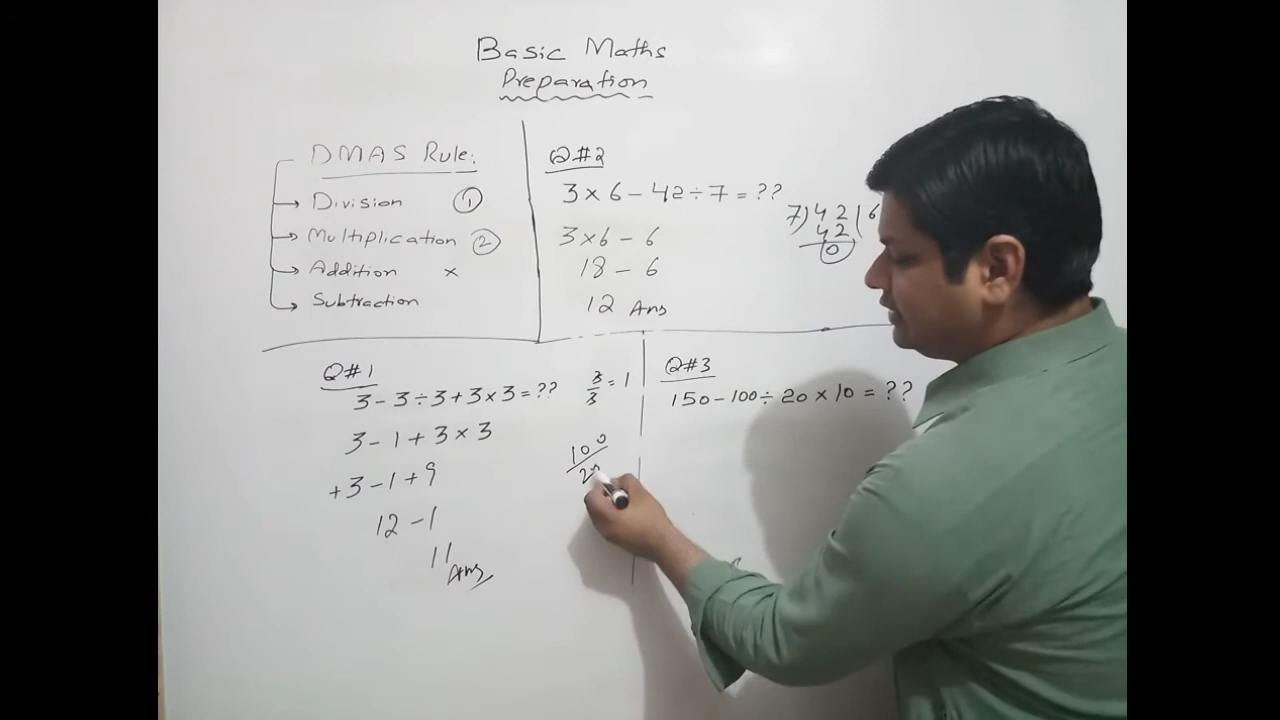 Basic Maths
Preparation
DMAS Rule:
→ Division ①
→ Multiplication ②
→ Addition ×
→ Subtraction
Q#2
3 × 6 - 42 ÷ 7 = ??
3 × 6 - 6
18 - 6
12 Ans
7) 42 ( 6
42
0
Q#1
3 - 3 ÷ 3 + 3 × 3 = ??
3/3 = 1
3 - 1 + 3 × 3
+3 - 1 + 9
12 - 1
11 Ans
100/20
Q#3
150 - 100 ÷ 20 × 10 = ??